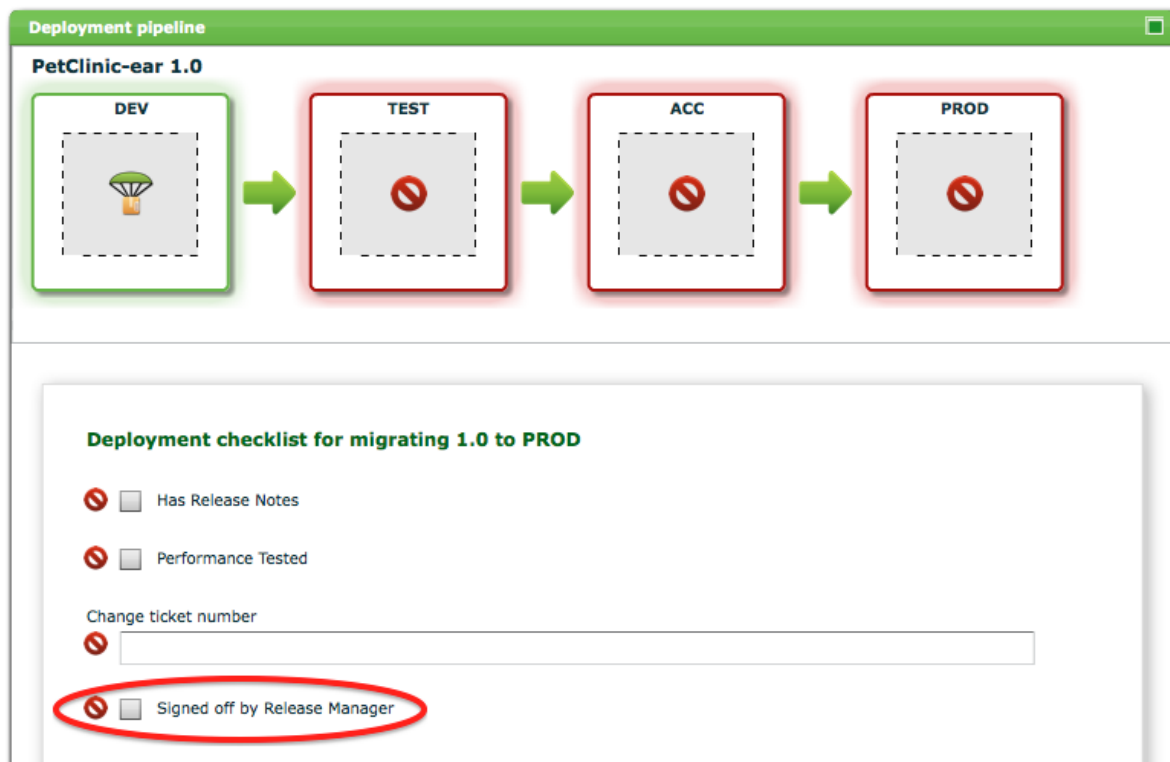 Deployment pipeline
PetClinic-ear 1.0
DEV TEST ACC PROD
Deployment checklist for migrating 1.0 to PROD
Has Release Notes
Performance Tested
Change ticket number
Signed off by Release Manager